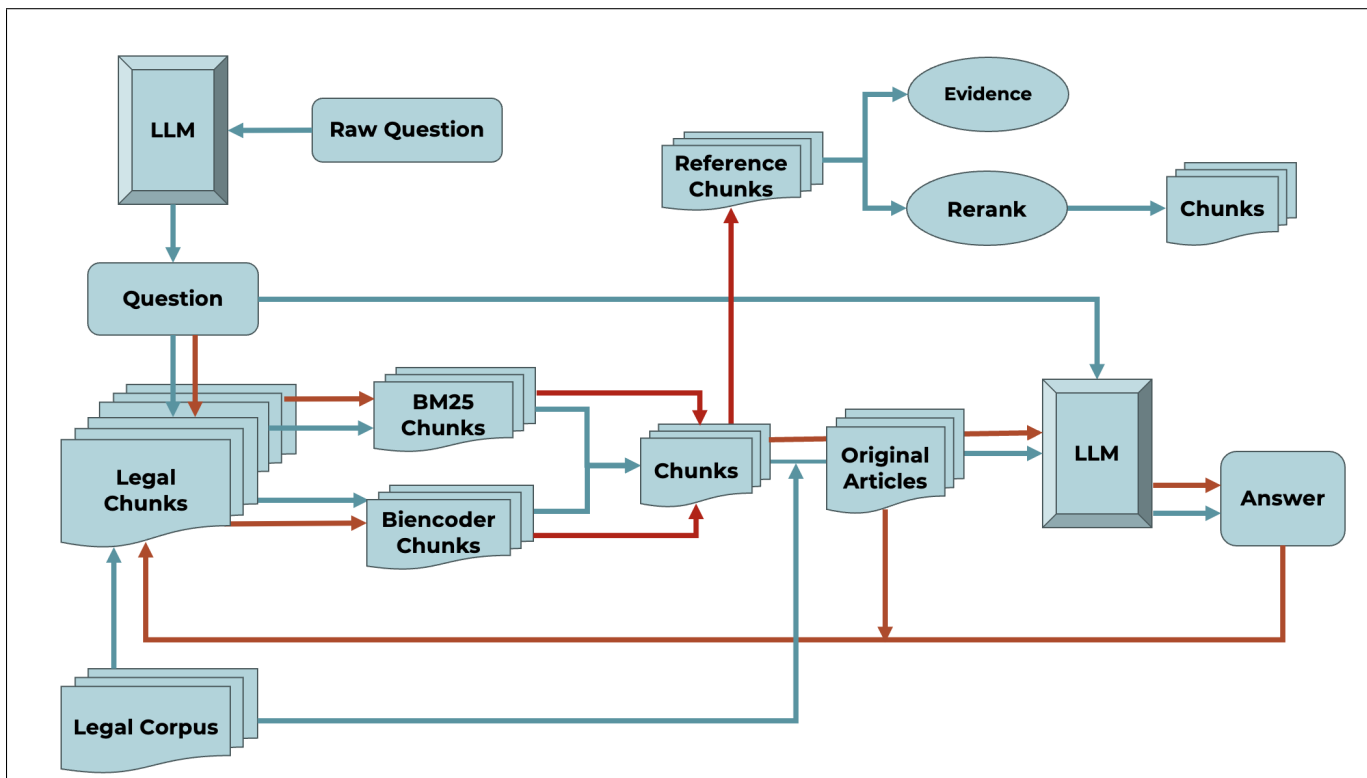 LLM
Raw Question
Evidence
Reference
Chunks
Rerank
Chunks
Question
BM25
Chunks
Legal
Chunks
Biencoder
Chunks
Chunks
Original
Articles
LLM
Answer
Legal Corpus